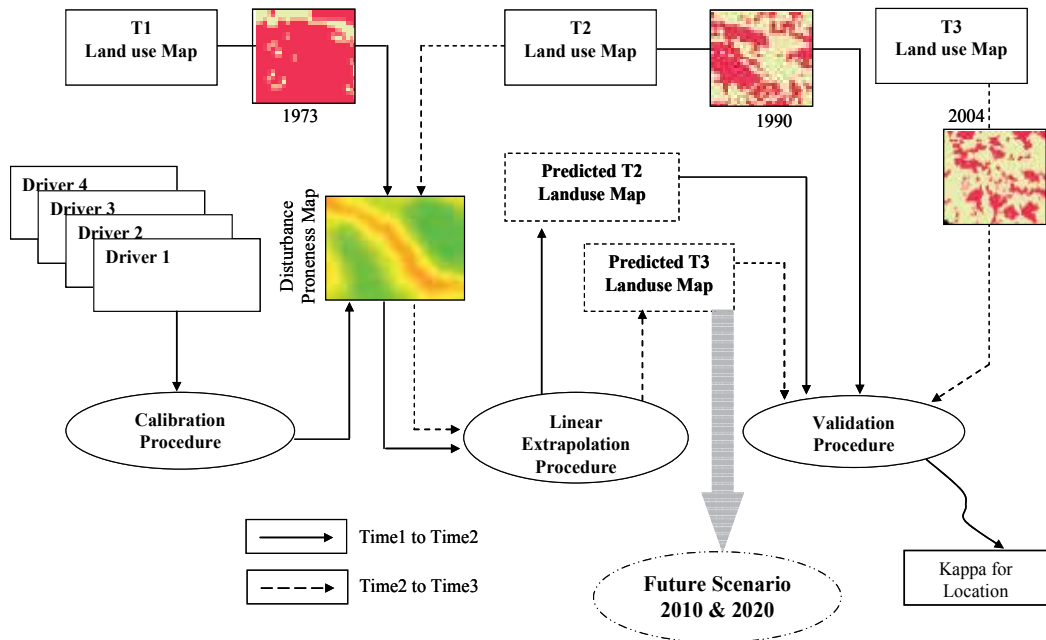 T1
Land use Map
1973
T2
Land use Map
1990
T3
Land use Map
2004
Driver 4
Driver 3
Driver 2
Driver 1
Disturbance
Proneness Map
Predicted T2
Landuse Map
Predicted T3
Landuse Map
Calibration
Procedure
Linear
Extrapolation
Procedure
Validation
Procedure
Time1 to Time2
Time2 to Time3
Future Scenario
2010 & 2020
Kappa for
Location